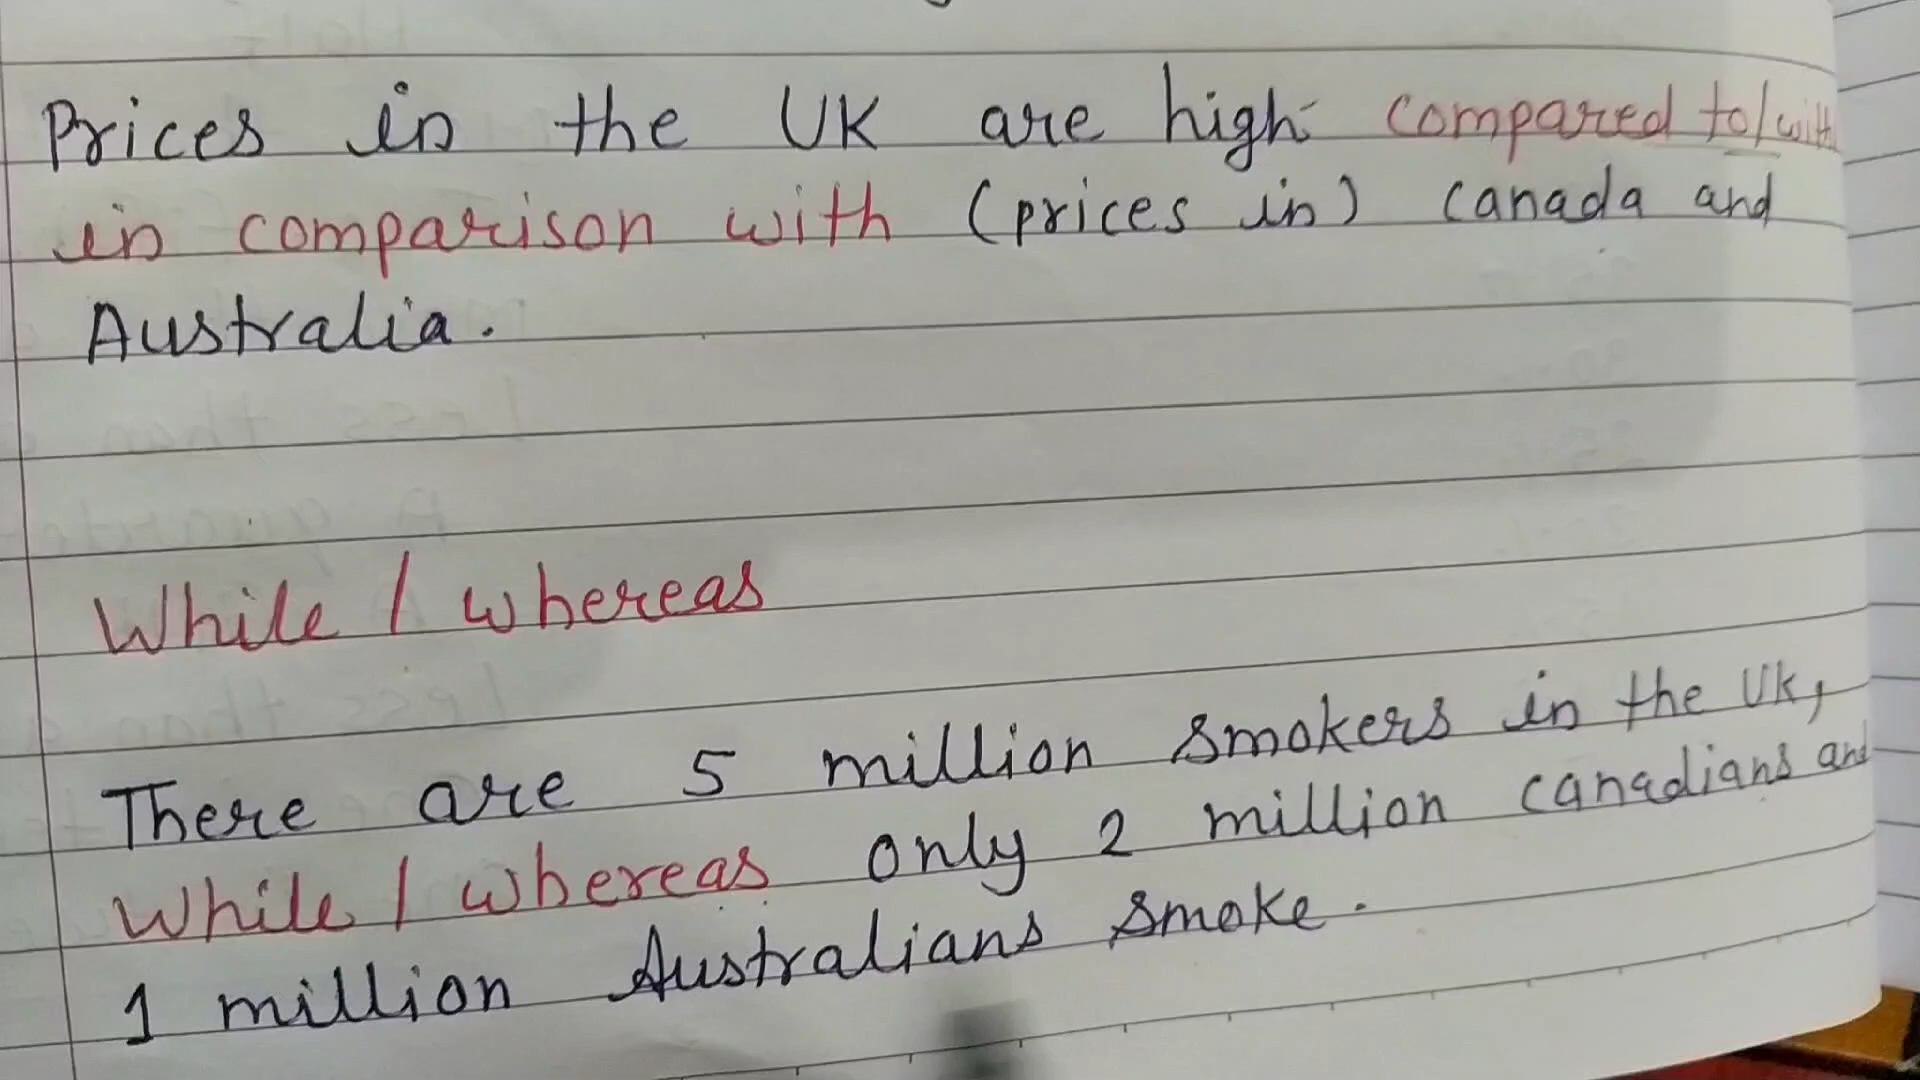 Prices in the UK are high compared to/with
in comparison with (prices in) canada and
Australia.
While / whereas
There are 5 million smokers in the Uk,
while / whereas only 2 million canadians and
1 million Australians smoke.